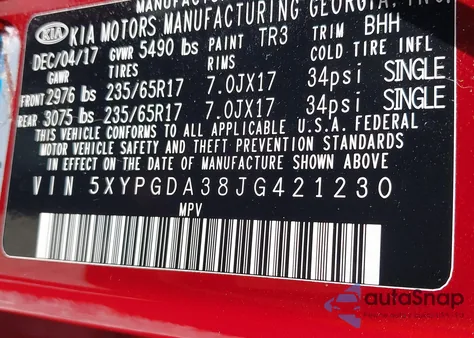 MANUFACTURED
KIA KIA MOTORS MANUFACTURING GEORGIA, INC.
DEC/04/17 GVWR 5490 lbs PAINT TR3 TRIM BHH
GAWR TIRES RIMS COLD TIRE INFL
FRONT 2976 lbs 235/65R17 7.0JX17 34psi SINGLE
REAR 3075 lbs 235/65R17 7.0JX17 34psi SINGLE
THIS VEHICLE CONFORMS TO ALL APPLICABLE U.S.A. FEDERAL
MOTOR VEHICLE SAFETY AND THEFT PREVENTION STANDARDS
IN EFFECT ON THE DATE OF MANUFACTURE SHOWN ABOVE.
VIN 5XYPGDA38JG421230
MPV
autoSnap